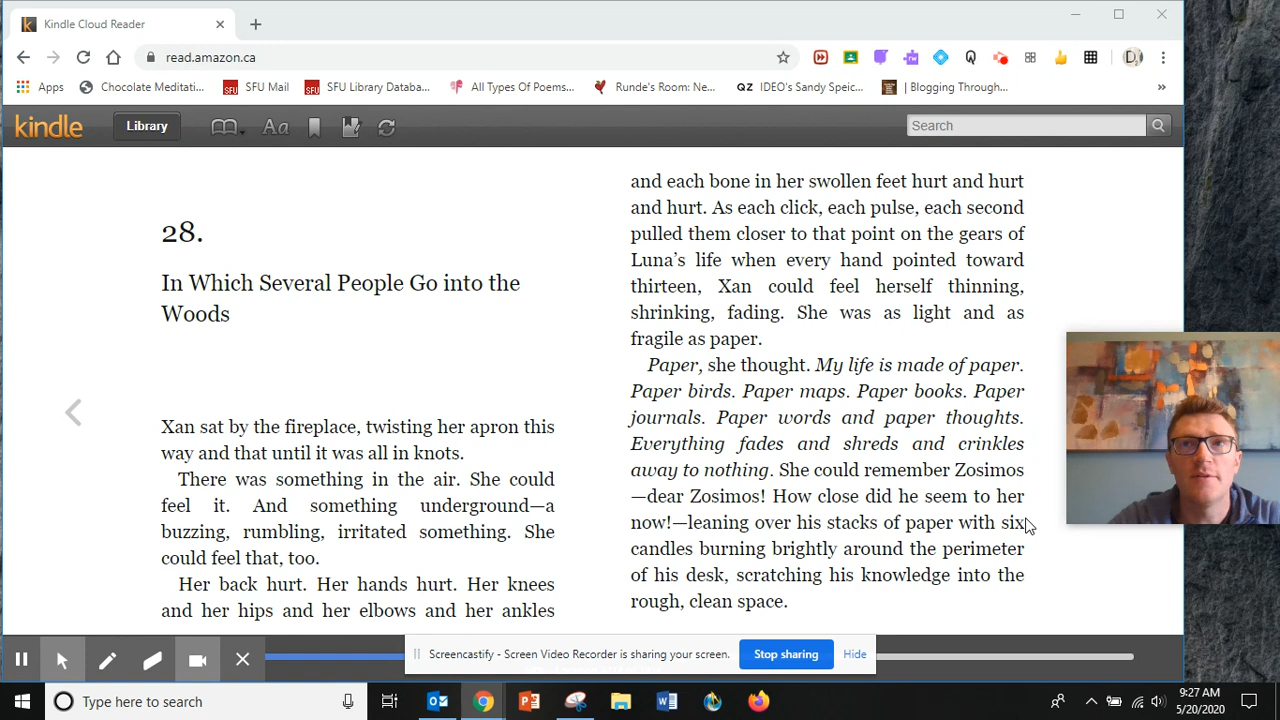 Kindle Cloud Reader
read.amazon.ca
Apps
Chocolate Meditati...
SFU Mail
SFU Library Databa...
All Types Of Poems...
Runde's Room: Ne...
QZ IDEO's Sandy Speic...
| Blogging Through...
»
kindle
Library
Aa
Search
28.
In Which Several People Go into the
Woods
Xan sat by the fireplace, twisting her apron this
way and that until it was all in knots.
There was something in the air. She could
feel it. And something underground—a
buzzing, rumbling, irritated something. She
could feel that, too.
Her back hurt. Her hands hurt. Her knees
and her hips and her elbows and her ankles
and each bone in her swollen feet hurt and hurt
and hurt. As each click, each pulse, each second
pulled them closer to that point on the gears of
Luna's life when every hand pointed toward
thirteen, Xan could feel herself thinning,
shrinking, fading. She was as light and as
fragile as paper.
Paper, she thought. My life is made of paper.
Paper birds. Paper maps. Paper books. Paper
journals. Paper words and paper thoughts.
Everything fades and shreds and crinkles
away to nothing. She could remember Zosimos
—dear Zosimos! How close did he seem to her
now!—leaning over his stacks of paper with six
candles burning brightly around the perimeter
of his desk, scratching his knowledge into the
rough, clean space.
Screencastify - Screen Video Recorder is sharing your screen.
Stop sharing
Hide
Type here to search
9:27 AM
5/20/2020